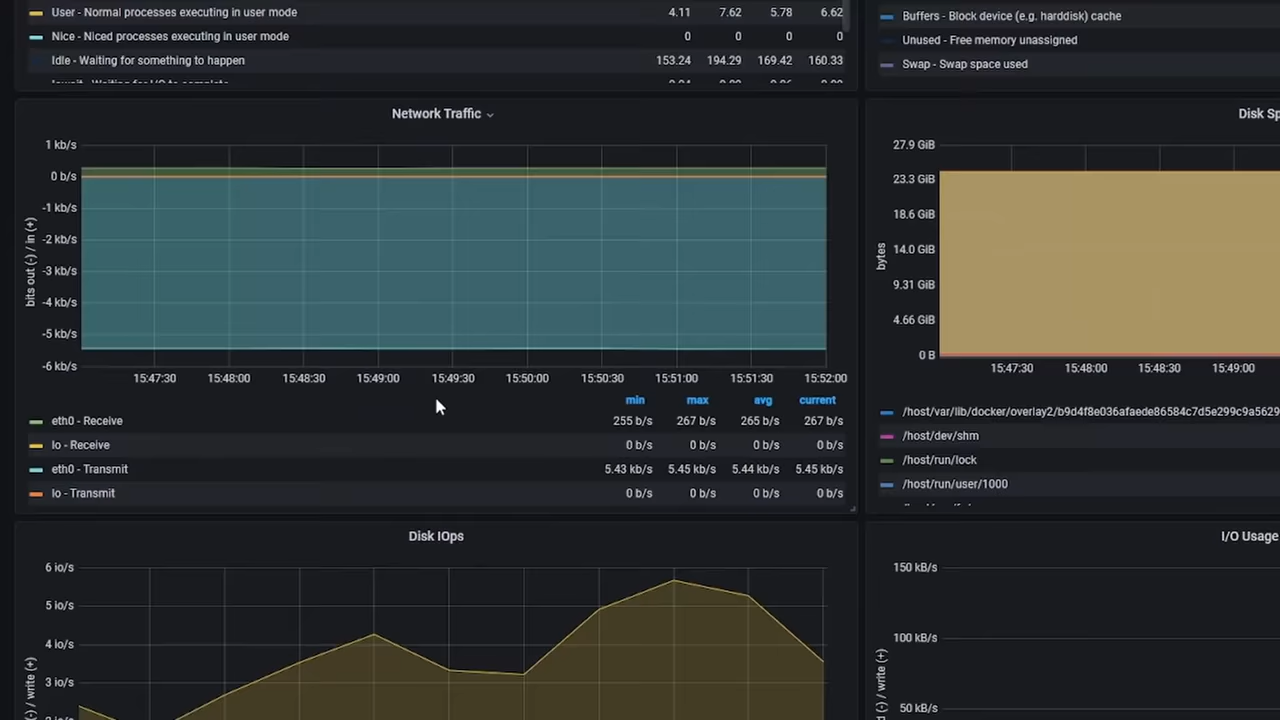 User - Normal processes executing in user mode 4.11 7.62 5.78 6.62
Nice - Niced processes executing in user mode 0 0 0 0
Idle - Waiting for something to happen 153.24 194.29 169.42 160.33
Buffers - Block device (e.g. harddisk) cache
Unused - Free memory unassigned
Swap - Swap space used
Network Traffic
1 kb/s
0 b/s
-1 kb/s
-2 kb/s
-3 kb/s
-4 kb/s
-5 kb/s
-6 kb/s
bits out (-) / in (+)
15:47:30 15:48:00 15:48:30 15:49:00 15:49:30 15:50:00 15:50:30 15:51:00 15:51:30 15:52:00
min max avg current
eth0 - Receive 255 b/s 267 b/s 265 b/s 267 b/s
lo - Receive 0 b/s 0 b/s 0 b/s 0 b/s
eth0 - Transmit 5.43 kb/s 5.45 kb/s 5.44 kb/s 5.45 kb/s
lo - Transmit 0 b/s 0 b/s 0 b/s 0 b/s
Disk Sp
27.9 GiB
23.3 GiB
18.6 GiB
14.0 GiB
9.31 GiB
4.66 GiB
0 B
bytes
15:47:30 15:48:00 15:48:30 15:49:00
/host/var/lib/docker/overlay2/b9d4f8e036afaede86584c7d5e299c9a5629
/host/dev/shm
/host/run/lock
/host/run/user/1000
Disk IOps
6 io/s
5 io/s
4 io/s
3 io/s
(-) / write (+)
I/O Usage
150 kB/s
100 kB/s
50 kB/s
(-) / write (+)